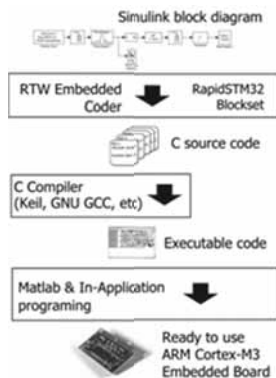 Simulink block diagram
RTW Embedded
Coder
RapidSTM32
Blockset
C source code
C Compiler
(Keil, GNU GCC, etc)
Executable code
Matlab & In-Application
programing
Ready to use
ARM Cortex-M3
Embedded Board